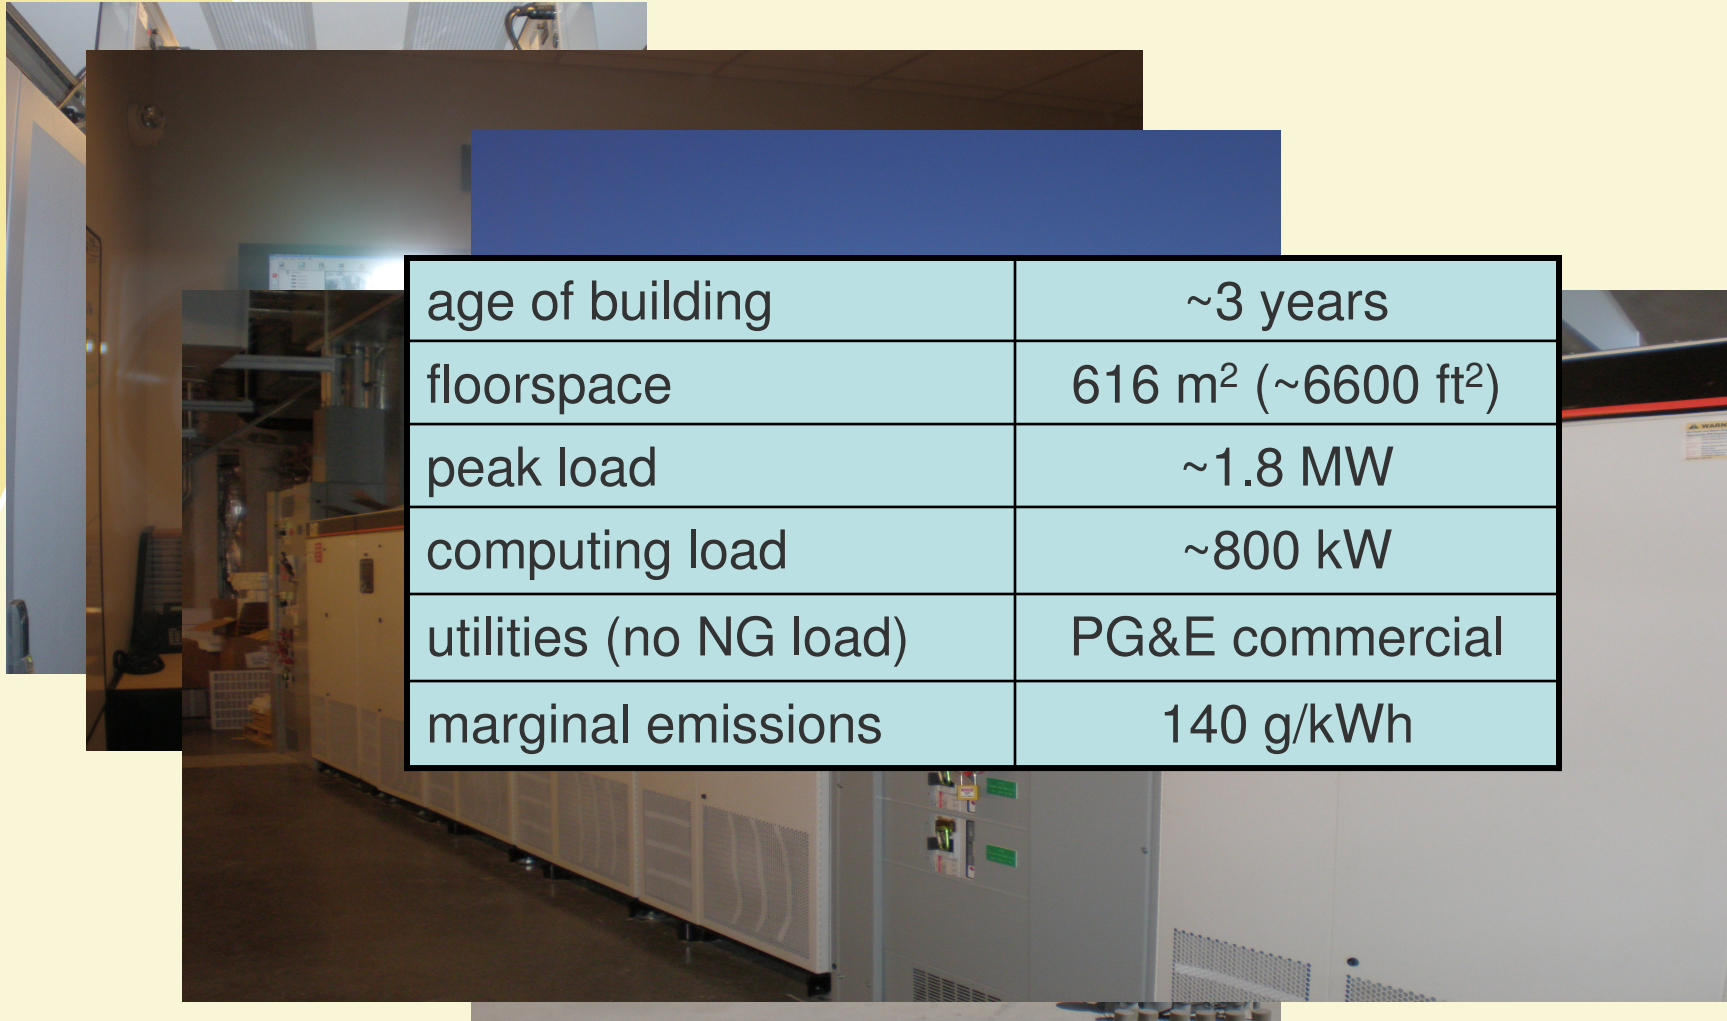 age of building ~3 years
floorspace 616 m² (~6600 ft²)
peak load ~1.8 MW
computing load ~800 kW
utilities (no NG load) PG&E commercial
marginal emissions 140 g/kWh